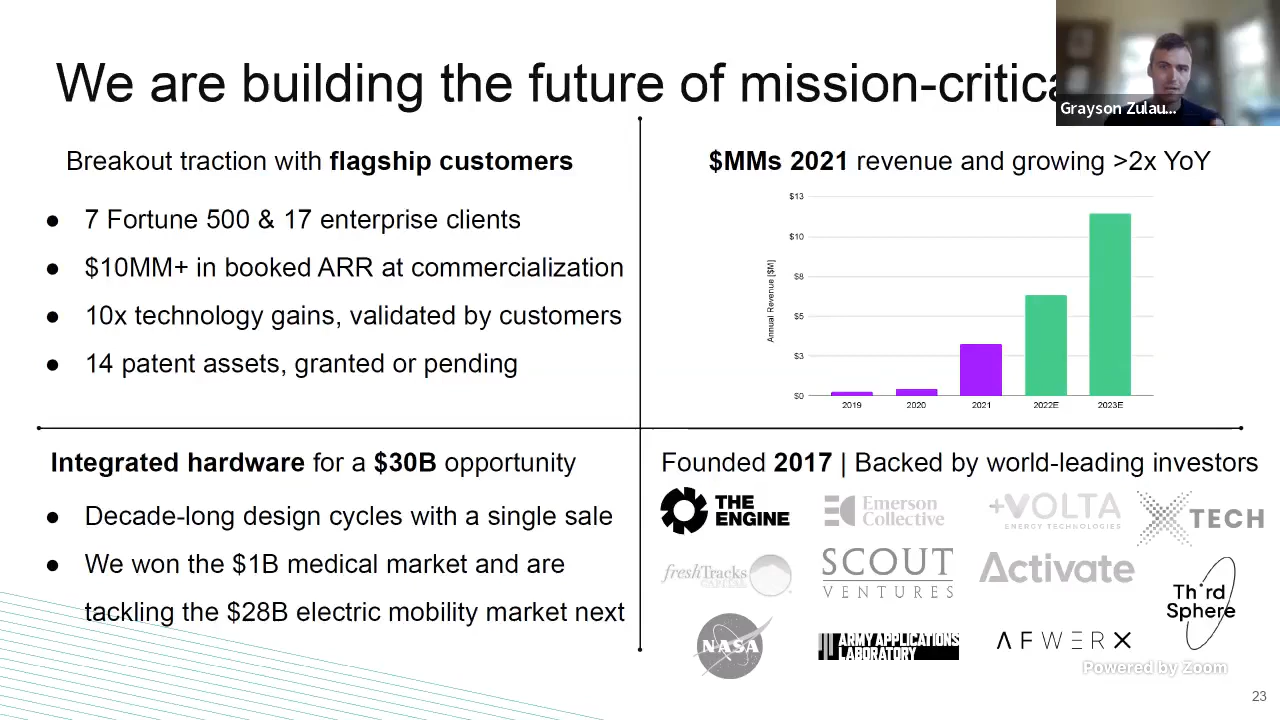 We are building the future of mission-critica
Grayson Zulau...
Breakout traction with flagship customers
● 7 Fortune 500 & 17 enterprise clients
● $10MM+ in booked ARR at commercialization
● 10x technology gains, validated by customers
● 14 patent assets, granted or pending
$MMs 2021 revenue and growing >2x YoY
$13
$10
$8
$5
$3
$0
Annual Revenue [$M]
2019 2020 2021 2022E 2023E
Integrated hardware for a $30B opportunity
● Decade-long design cycles with a single sale
● We won the $1B medical market and are
tackling the $28B electric mobility market next
Founded 2017 | Backed by world-leading investors
THE
ENGINE
Emerson
Collective
+VOLTA
ENERGY TECHNOLOGIES
XTECH
freshTracks
CAPITAL
SCOUT
VENTURES
Activate
Third
Sphere
NASA
ARMY APPLICATIONS
LABORATORY
AFWERX
Powered by Zoom
23